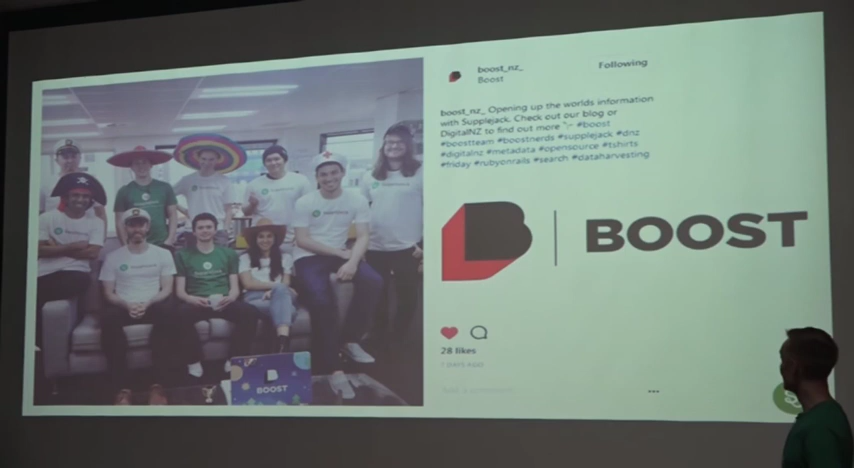 boost_nz_
Boost
Following
boost_nz_ Opening up the worlds information
with Supplejack. Check out our blog or
DigitalNZ to find out more ";- #boost
#boostteam #boostnerds #supplejack #dnz
#digitalnz #metadata #opensource #tshirts
#friday #rubyonrails #search #dataharvesting
BOOST
28 likes
BOOST